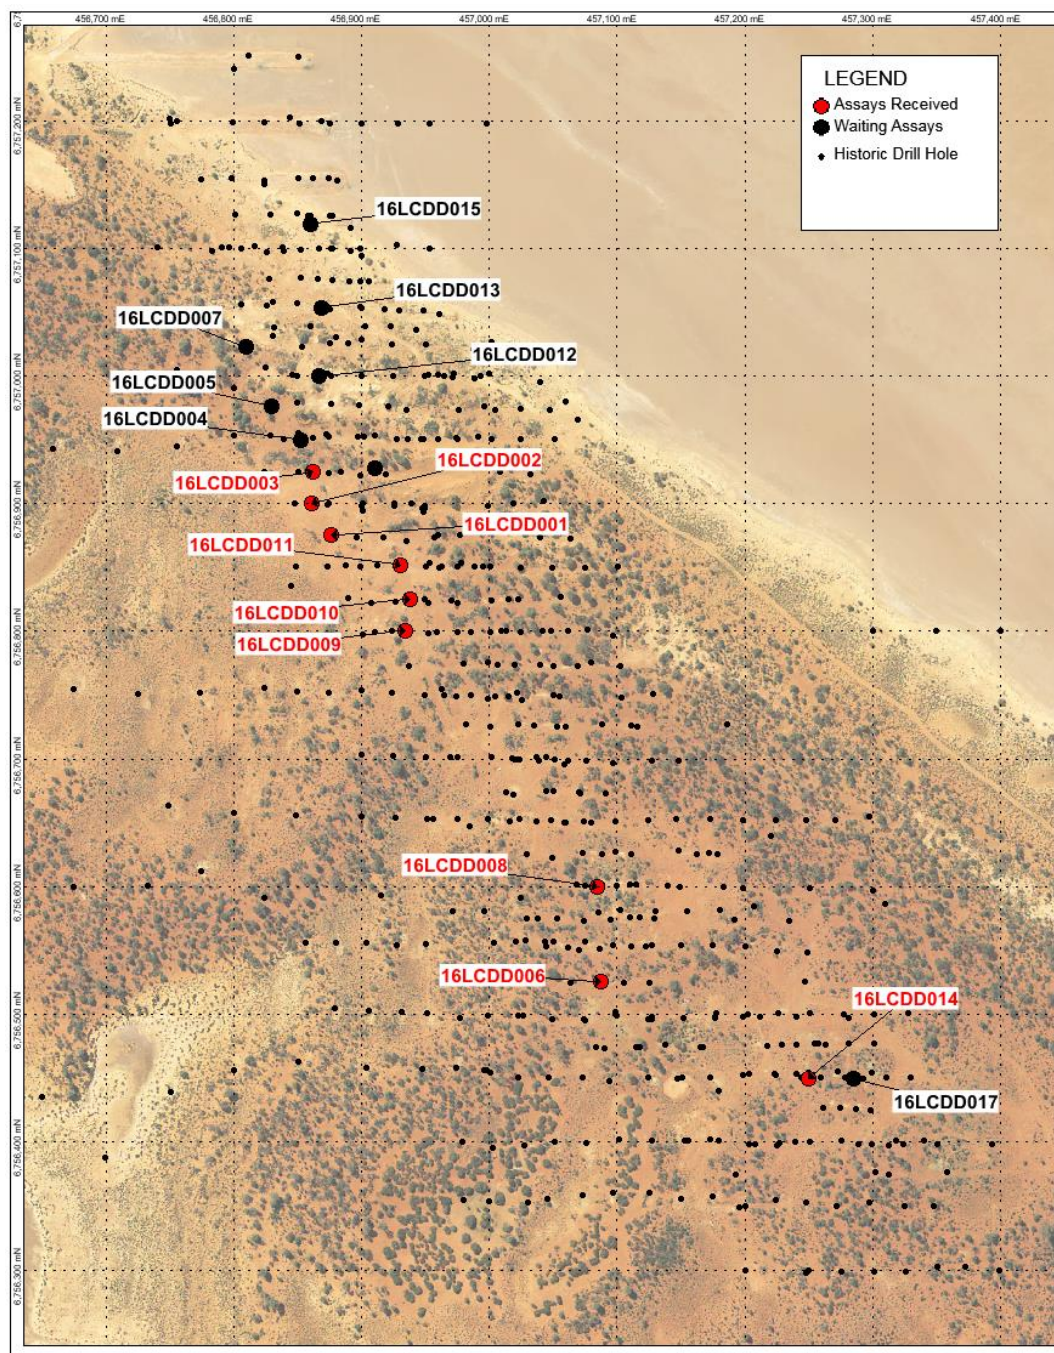 456,700 mE
456,800 mE
456,900 mE
457,000 mE
457,100 mE
457,200 mE
457,300 mE
457,400 mE
LEGEND
Assays Received
Waiting Assays
Historic Drill Hole
6,757,200 mN
16LCDD015
6,757,100 mN
16LCDD013
16LCDD007
16LCDD012
6,757,000 mN
16LCDD005
16LCDD004
16LCDD002
16LCDD003
6,756,900 mN
16LCDD001
16LCDD011
16LCDD010
6,756,800 mN
16LCDD009
6,756,700 mN
16LCDD008
6,756,600 mN
16LCDD006
16LCDD014
6,756,500 mN
16LCDD017
6,756,400 mN
6,756,300 mN